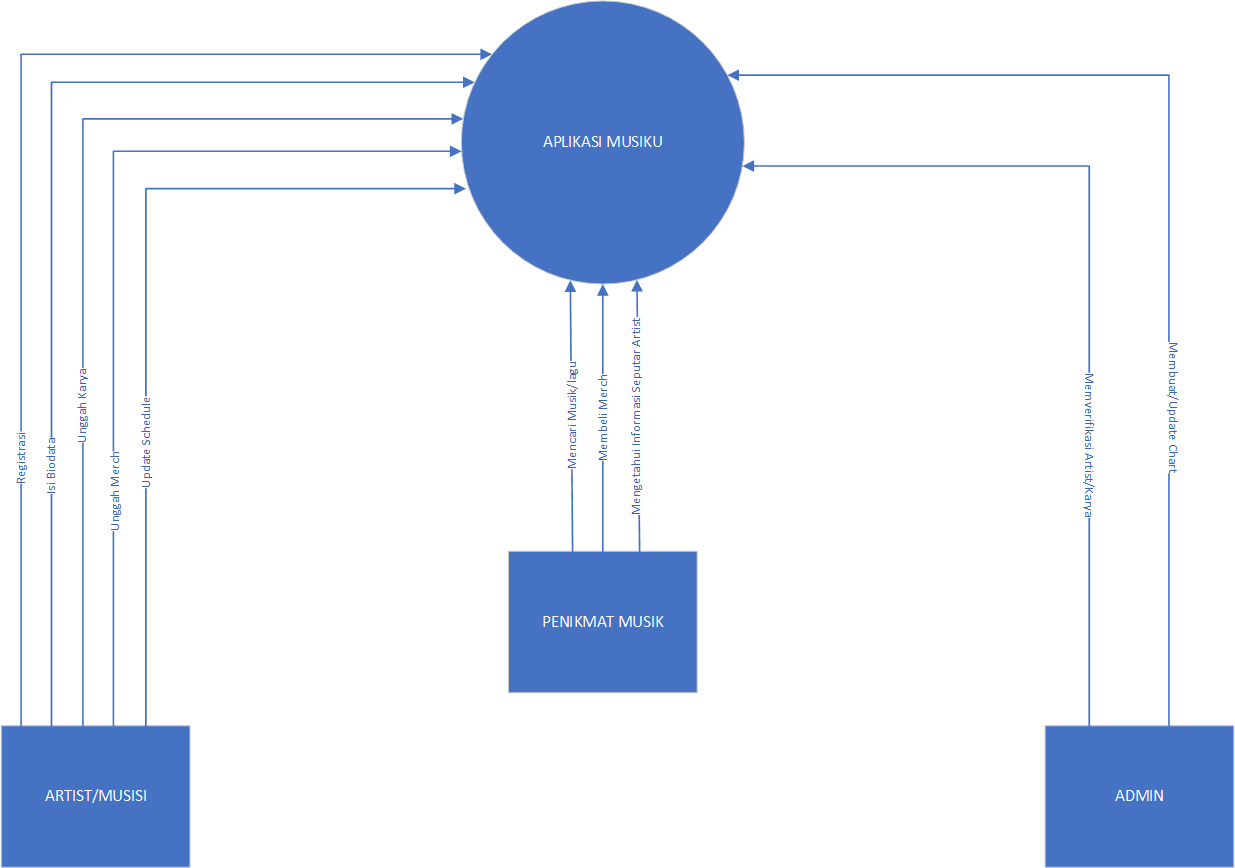 APLIKASI MUSIKU
Registrasi
Isi Biodata
Unggah Karya
Unggah Merch
Update Schedule
Mencari Musik/lagu
Membeli Merch
Mengetahui Informasi Seputar Artist
Memverifikasi Artist/Karya
Membuat/Update Chart
PENIKMAT MUSIK
ARTIST/MUSISI
ADMIN